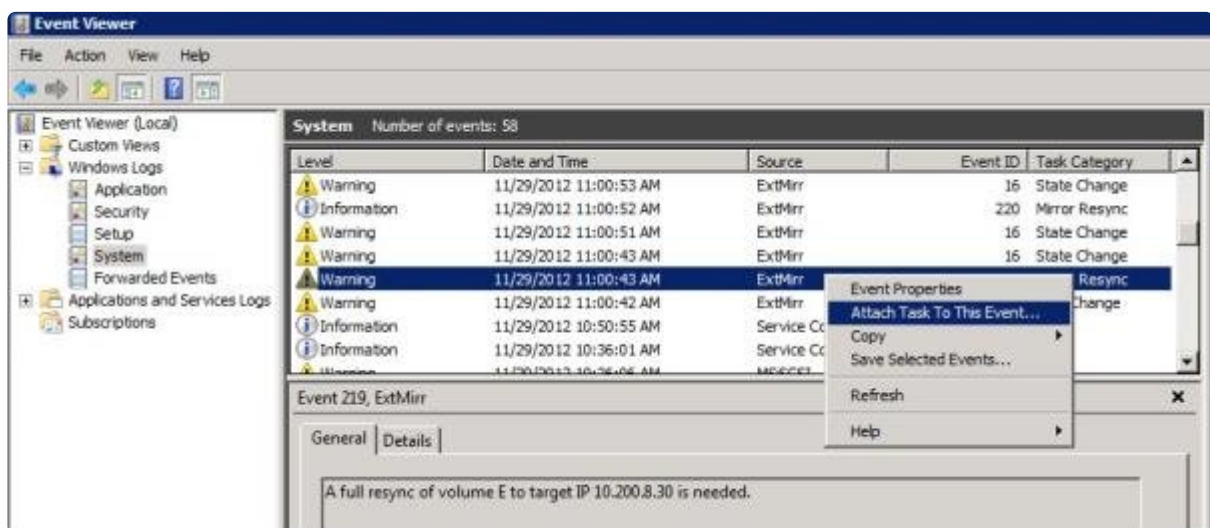 Event Viewer
File Action View Help
Event Viewer (Local)
Custom Views
Windows Logs
Application
Security
Setup
System
Forwarded Events
Applications and Services Logs
Subscriptions
System Number of events: 58
Level Date and Time Source Event ID Task Category
Warning 11/29/2012 11:00:53 AM ExtMirr 16 State Change
Information 11/29/2012 11:00:52 AM ExtMirr 220 Mirror Resync
Warning 11/29/2012 11:00:51 AM ExtMirr 16 State Change
Warning 11/29/2012 11:00:43 AM ExtMirr 16 State Change
Warning 11/29/2012 11:00:43 AM ExtMirr Resync
Warning 11/29/2012 11:00:42 AM ExtMirr Change
Information 11/29/2012 10:50:55 AM Service Co
Information 11/29/2012 10:36:01 AM Service Co
Event Properties
Attach Task To This Event...
Copy
Save Selected Events...
Refresh
Help
Event 219, ExtMirr
General Details
A full resync of volume E to target IP 10.200.8.30 is needed.